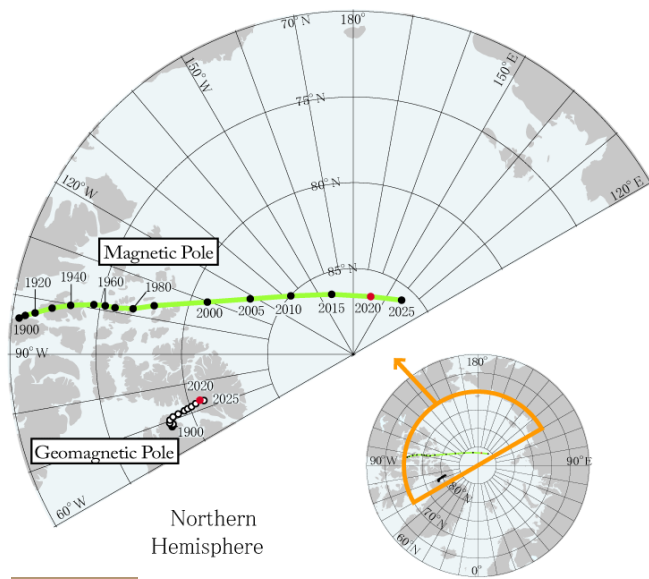 70°N
180°
150°W
150°E
75°N
120°W
80°N
120°E
Magnetic Pole
85°N
1940
1920
1960
1980
2000
2005
2010
2015
2020
2025
1900
90°W
2020
2025
1900
Geomagnetic Pole
60°W
Northern
Hemisphere
180°
90°W
90°E
80°N
70°N
60°N
0°